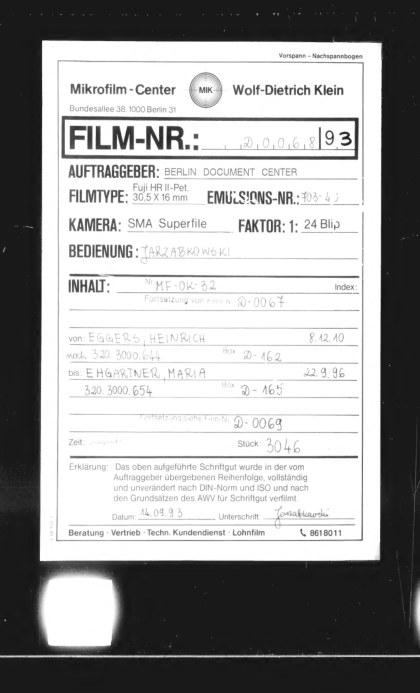 Vorspann – Nachspannbogen
Mikrofilm - Center MIK Wolf-Dietrich Klein
Bundesallee 38, 1000 Berlin 31
FILM-NR.: D0068|93
AUFTRAGGEBER: BERLIN DOCUMENT CENTER
FILMTYPE: Fuji HR II-Pet. 30,5 X 16 mm EMULSIONS-NR.:
KAMERA: SMA Superfile FAKTOR: 1: 24 Blip
BEDIENUNG: JARZABKOWSKI
INHALT: Nr. MF-OK-32 Index:
Fortsetzung von Film-N. D-0067
von: EGGERS, HEINRICH 8.12.10
noch 320.3000.644 Box D-162
bis: EHGARTNER, MARIA 22.9.96
320.3000.654 Box D-165
Fortsetzung siehe Film-N. D-0069
Zeit: Stück: 3046
Erklärung: Das oben aufgeführte Schriftgut wurde in der vom
Auftraggeber übergebenen Reihenfolge, vollständig
und unverändert nach DIN-Norm und ISO und nach
den Grundsätzen des AWV für Schriftgut verfilmt.
Datum: 14.09.93 Unterschrift Jarzabkowski
Beratung · Vertrieb · Techn. Kundendienst · Lohnfilm 8618011